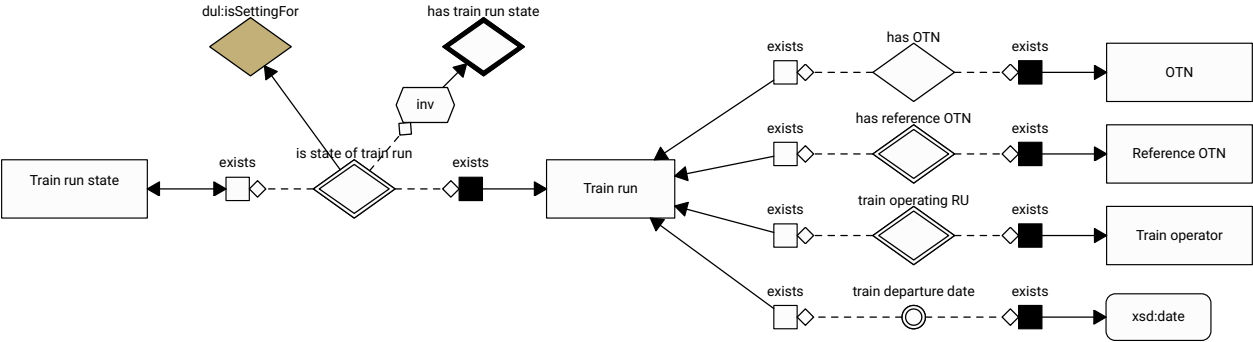 dul:isSettingFor
has train run state
inv
Train run state
exists
is state of train run
exists
Train run
exists
has OTN
exists
OTN
exists
has reference OTN
exists
Reference OTN
exists
train operating RU
exists
Train operator
exists
train departure date
exists
xsd:date